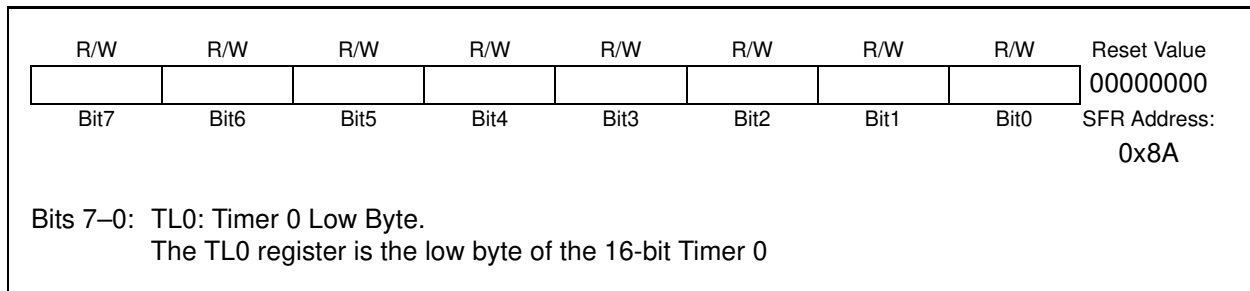 R/W R/W R/W R/W R/W R/W R/W R/W Reset Value
00000000
Bit7 Bit6 Bit5 Bit4 Bit3 Bit2 Bit1 Bit0 SFR Address:
0x8A
Bits 7–0: TL0: Timer 0 Low Byte.
The TL0 register is the low byte of the 16-bit Timer 0